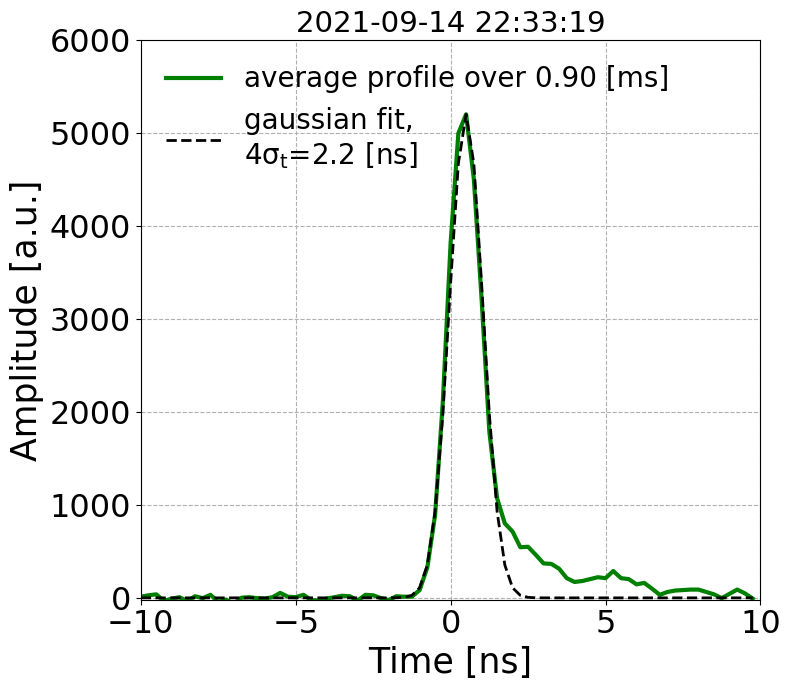 2021-09-14 22:33:19
6000
5000
4000
3000
2000
1000
0
Amplitude [a.u.]
average profile over 0.90 [ms]
gaussian fit,
4σt=2.2 [ns]
−10
−5
0
5
10
Time [ns]